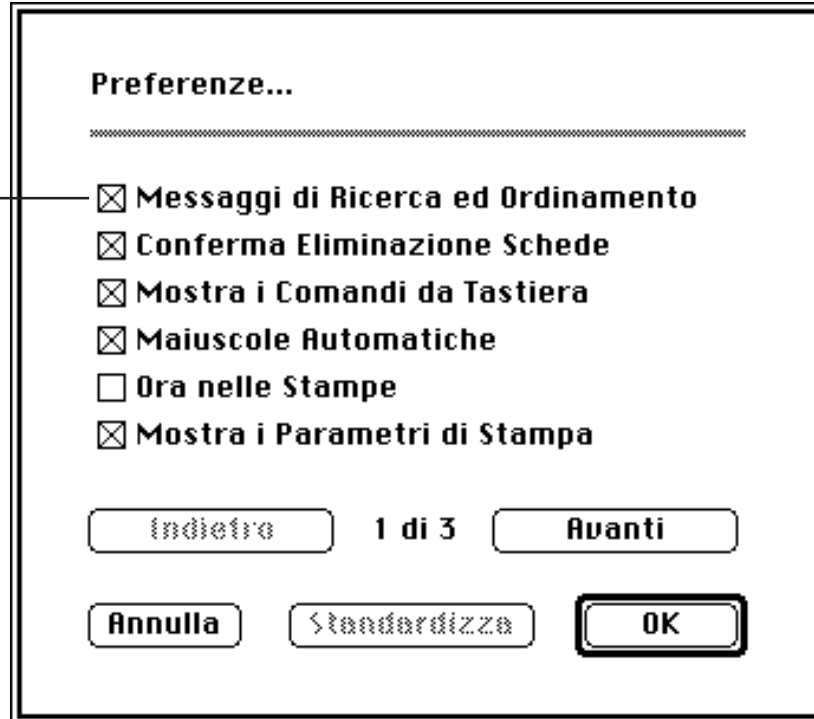 Preferenze...
Messaggi di Ricerca ed Ordinamento
Conferma Eliminazione Schede
Mostra i Comandi da Tastiera
Maiuscole Automatiche
Ora nelle Stampe
Mostra i Parametri di Stampa
Indietro 1 di 3 Avanti
Annulla Standardizza OK